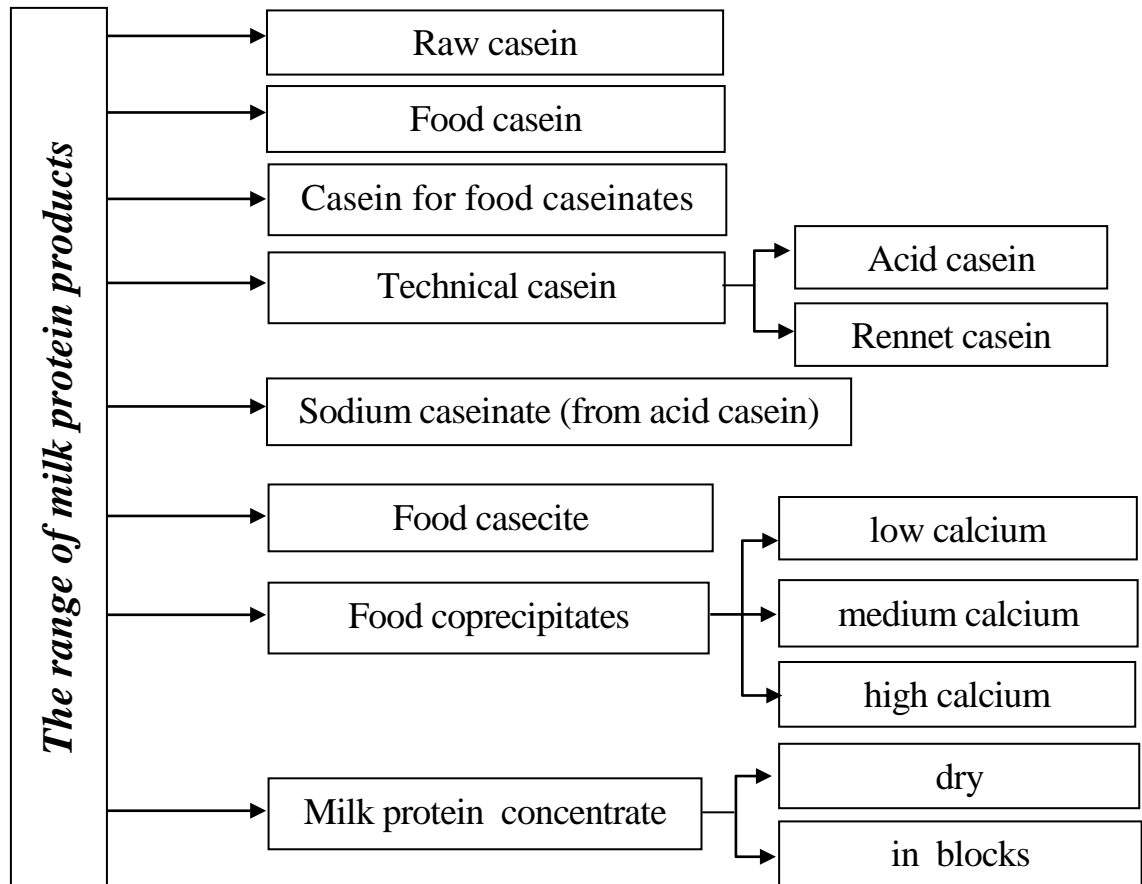 The range of milk protein products
Raw casein
Food casein
Casein for food caseinates
Technical casein
Acid casein
Rennet casein
Sodium caseinate (from acid casein)
Food casecite
Food coprecipitates
low calcium
medium calcium
high calcium
Milk protein concentrate
dry
in blocks